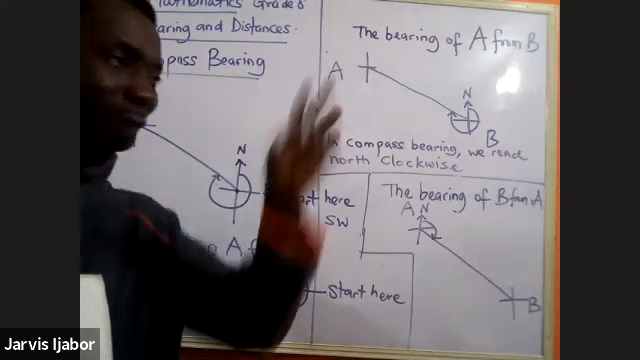 Mathematics Grade 8
aring and Distances.
pass Bearing
N
start here
SW
A f
Start here
The bearing of A from B
A
N
B
In compass bearing, we read
north Clockwise
The bearing of B from A
A N
B
Jarvis Ijabor